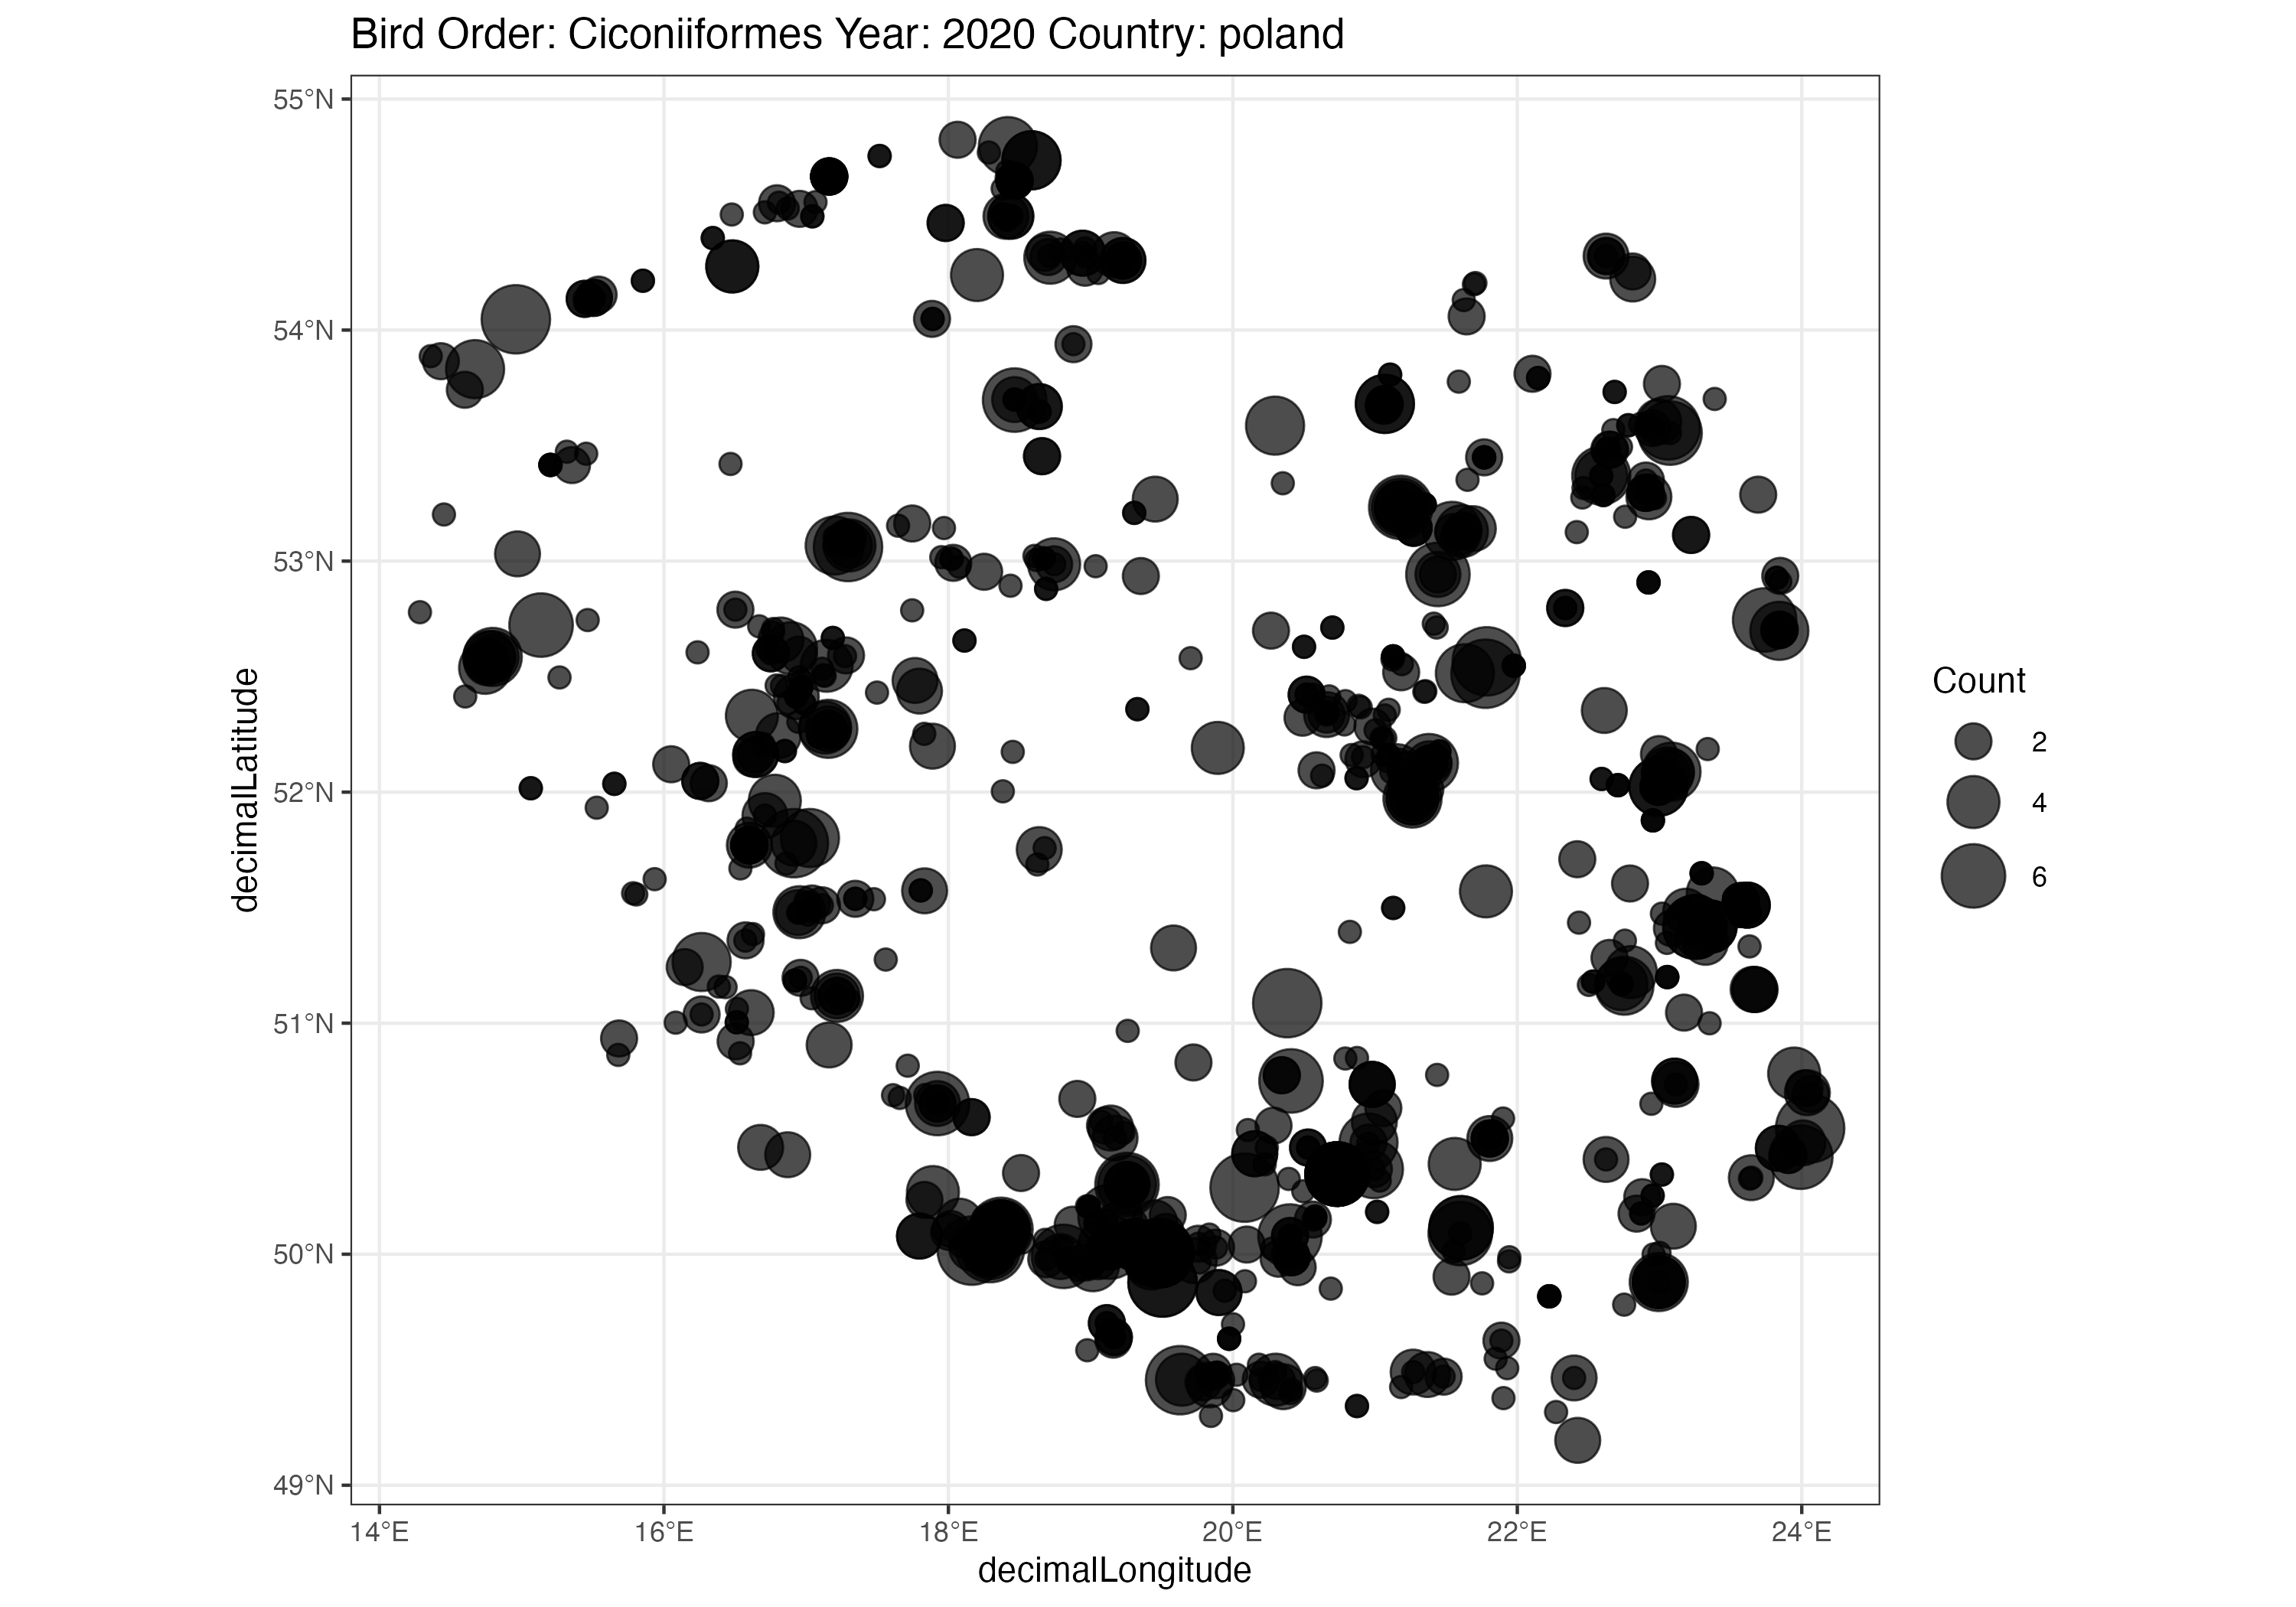 Bird Order: Ciconiiformes Year: 2020 Country: poland
55°N
54°N
53°N
52°N
51°N
50°N
49°N
decimalLatitude
14°E 16°E 18°E 20°E 22°E 24°E
decimalLongitude
Count
2
4
6